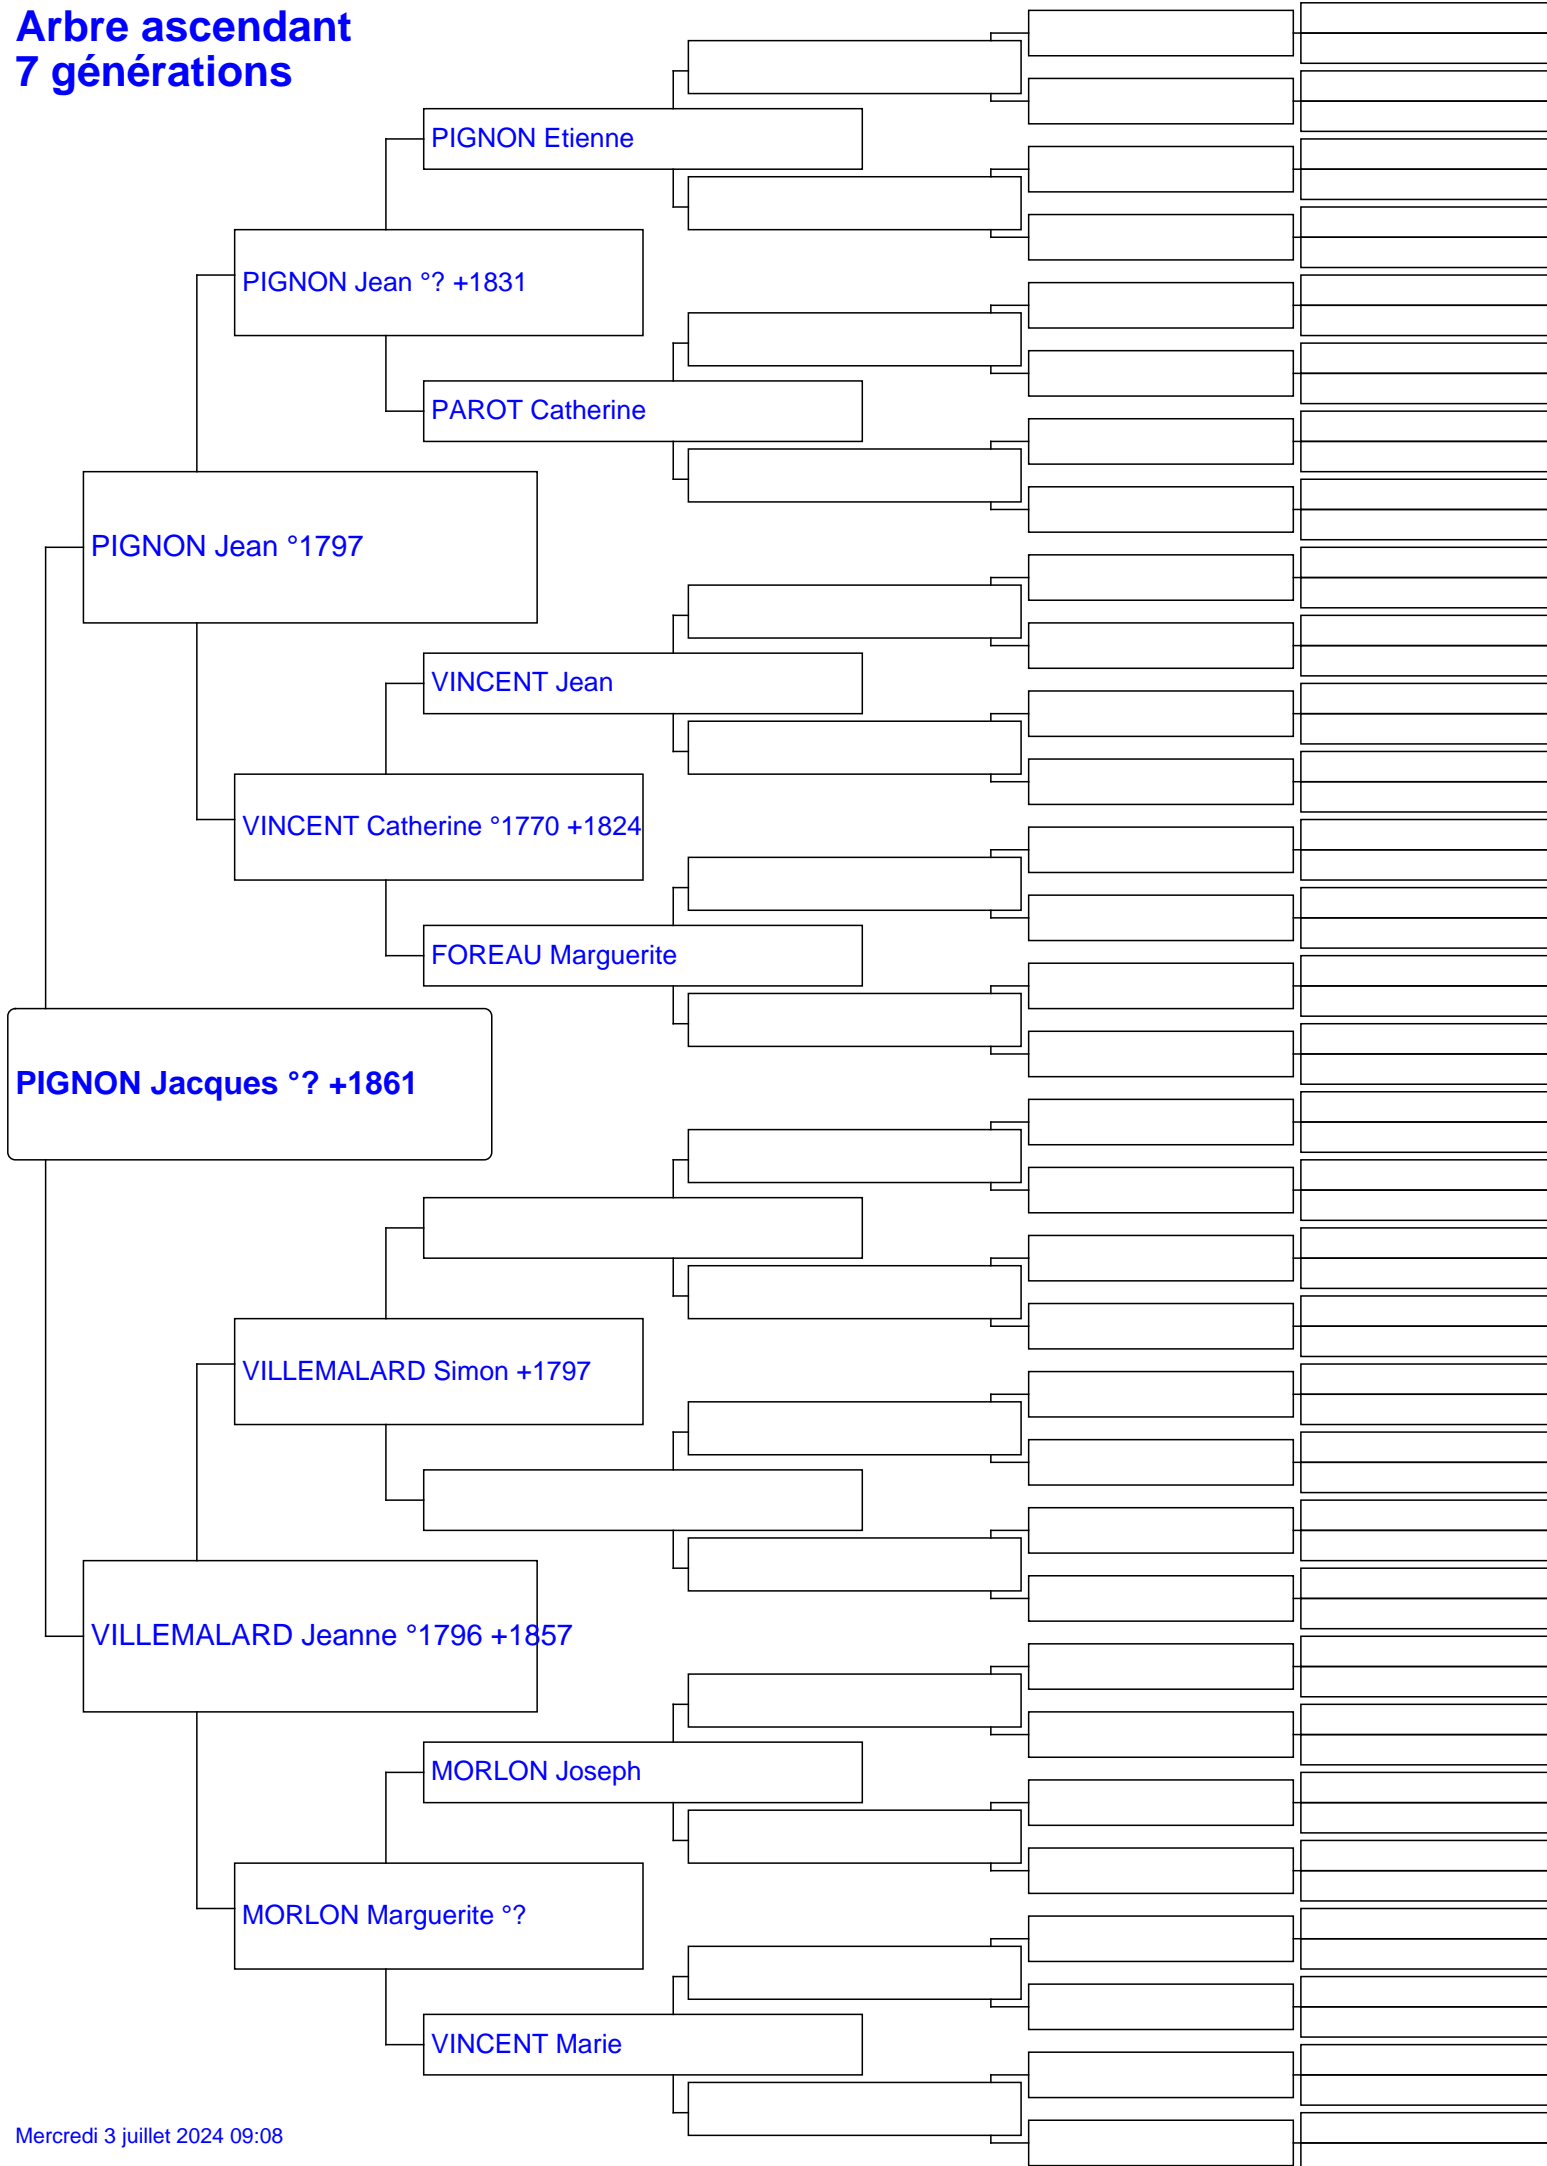 Arbre ascendant
7 générations
PIGNON Etienne
PIGNON Jean °? +1831
PAROT Catherine
PIGNON Jean °1797
VINCENT Jean
VINCENT Catherine °1770 +1824
FOREAU Marguerite
PIGNON Jacques °? +1861
VILLEMALARD Simon +1797
VILLEMALARD Jeanne °1796 +1857
MORLON Joseph
MORLON Marguerite °?
VINCENT Marie
Mercredi 3 juillet 2024 09:08